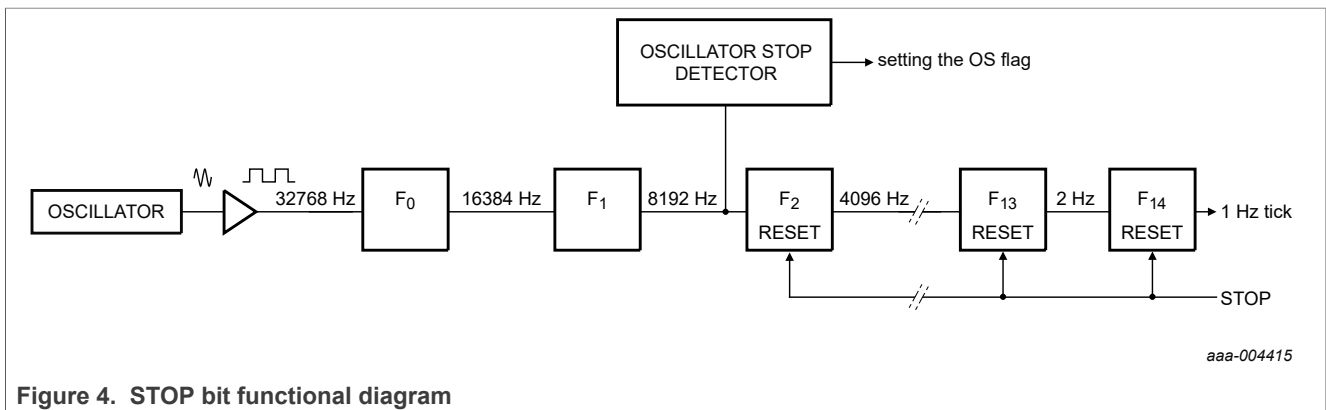 OSCILLATOR STOP
DETECTOR
setting the OS flag
OSCILLATOR
32768 Hz
F0
16384 Hz
F1
8192 Hz
F2
RESET
4096 Hz
F13
RESET
2 Hz
F14
RESET
1 Hz tick
STOP
aaa-004415
Figure 4. STOP bit functional diagram